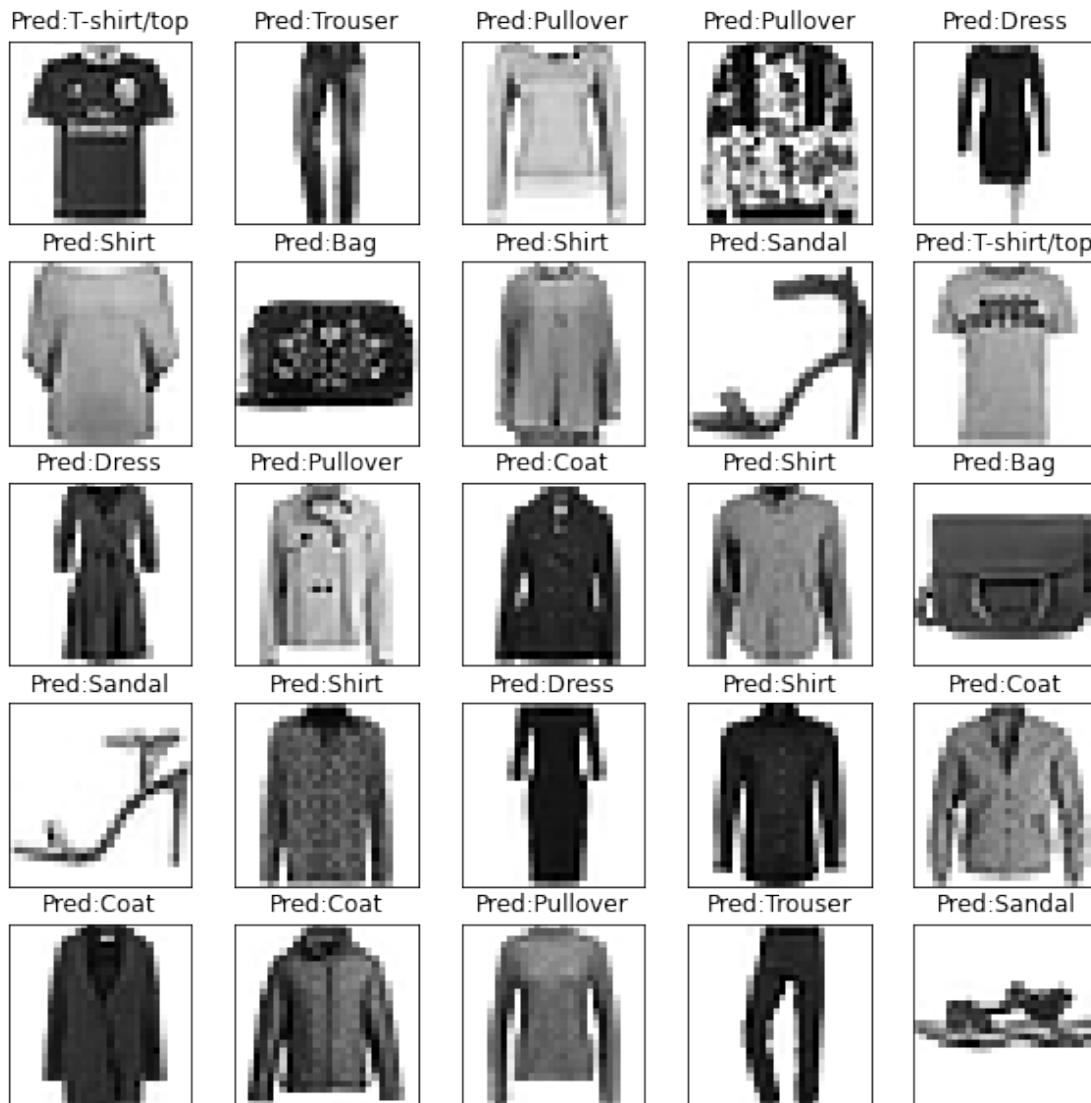 Pred:T-shirt/top Pred:Trouser Pred:Pullover Pred:Pullover Pred:Dress
Pred:Shirt Pred:Bag Pred:Shirt Pred:Sandal Pred:T-shirt/top
Pred:Dress Pred:Pullover Pred:Coat Pred:Shirt Pred:Bag
Pred:Sandal Pred:Shirt Pred:Dress Pred:Shirt Pred:Coat
Pred:Coat Pred:Coat Pred:Pullover Pred:Trouser Pred:Sandal